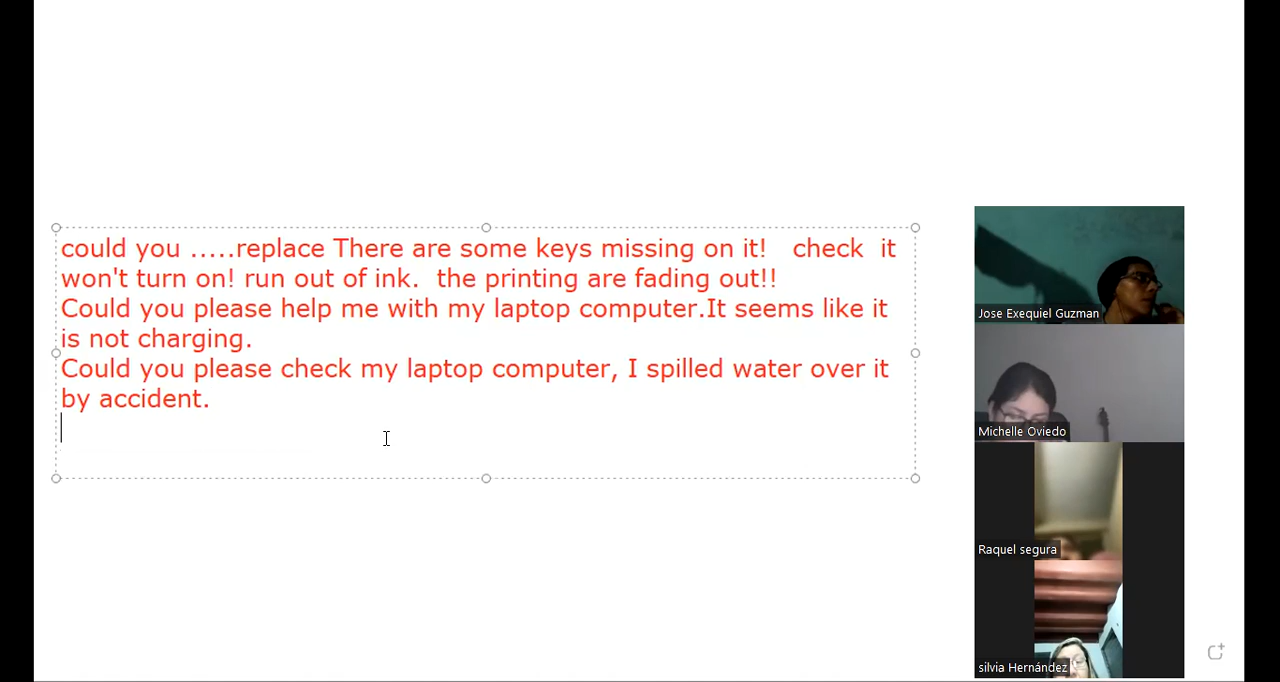 could you .....replace There are some keys missing on it!   check  it
won't turn on! run out of ink.  the printing are fading out!!
Could you please help me with my laptop computer.It seems like it
is not charging.
Could you please check my laptop computer, I spilled water over it
by accident.
Jose Exequiel Guzman
Michelle Oviedo
Raquel segura
silvia Hernández